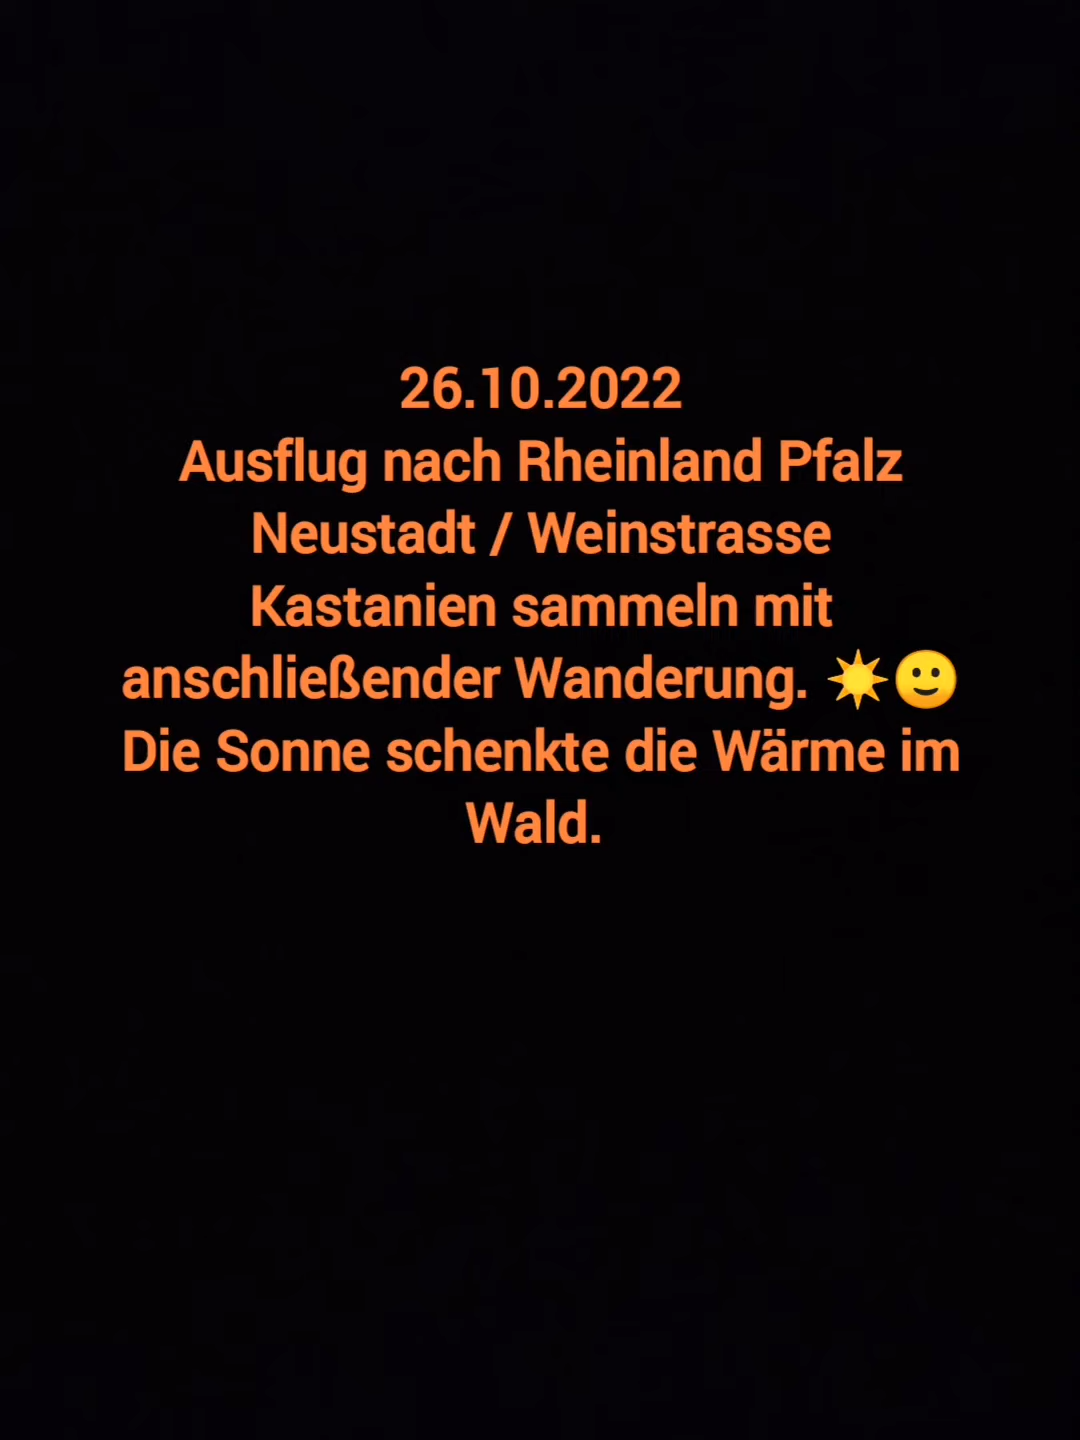 26.10.2022
Ausflug nach Rheinland Pfalz
Neustadt / Weinstrasse
Kastanien sammeln mit
anschließender Wanderung. ☀️🙂
Die Sonne schenkte die Wärme im
Wald.